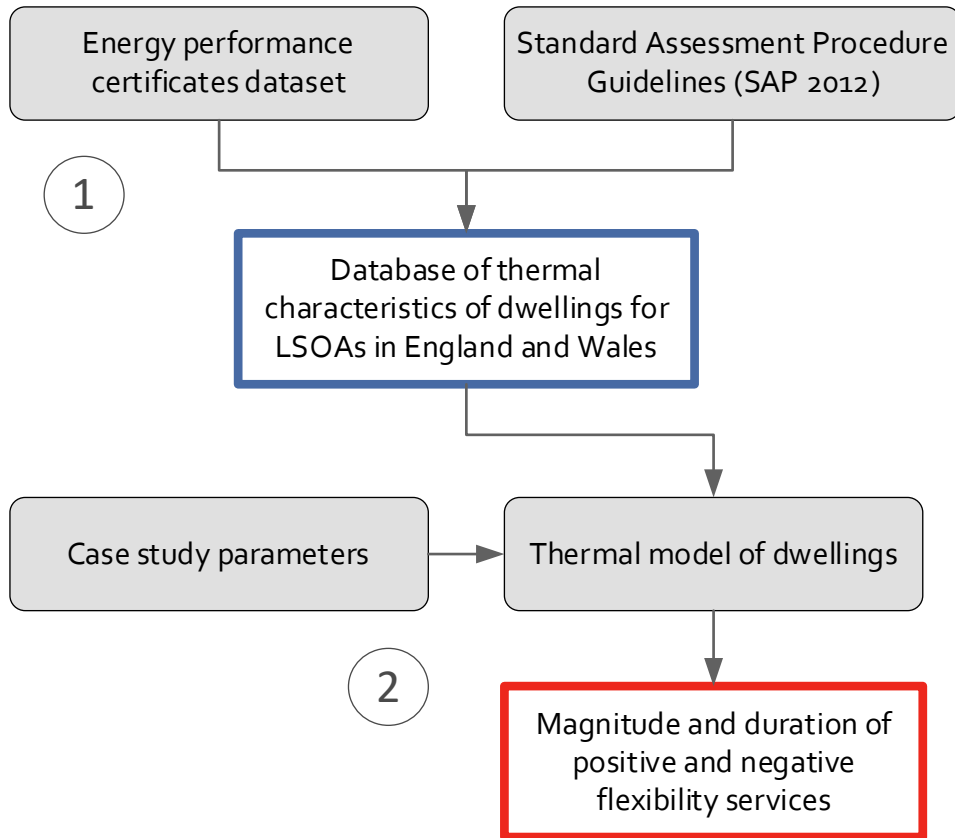 Energy performance
certificates dataset
Standard Assessment Procedure
Guidelines (SAP 2012)
1
Database of thermal
characteristics of dwellings for
LSOAs in England and Wales
Case study parameters
Thermal model of dwellings
2
Magnitude and duration of
positive and negative
flexibility services